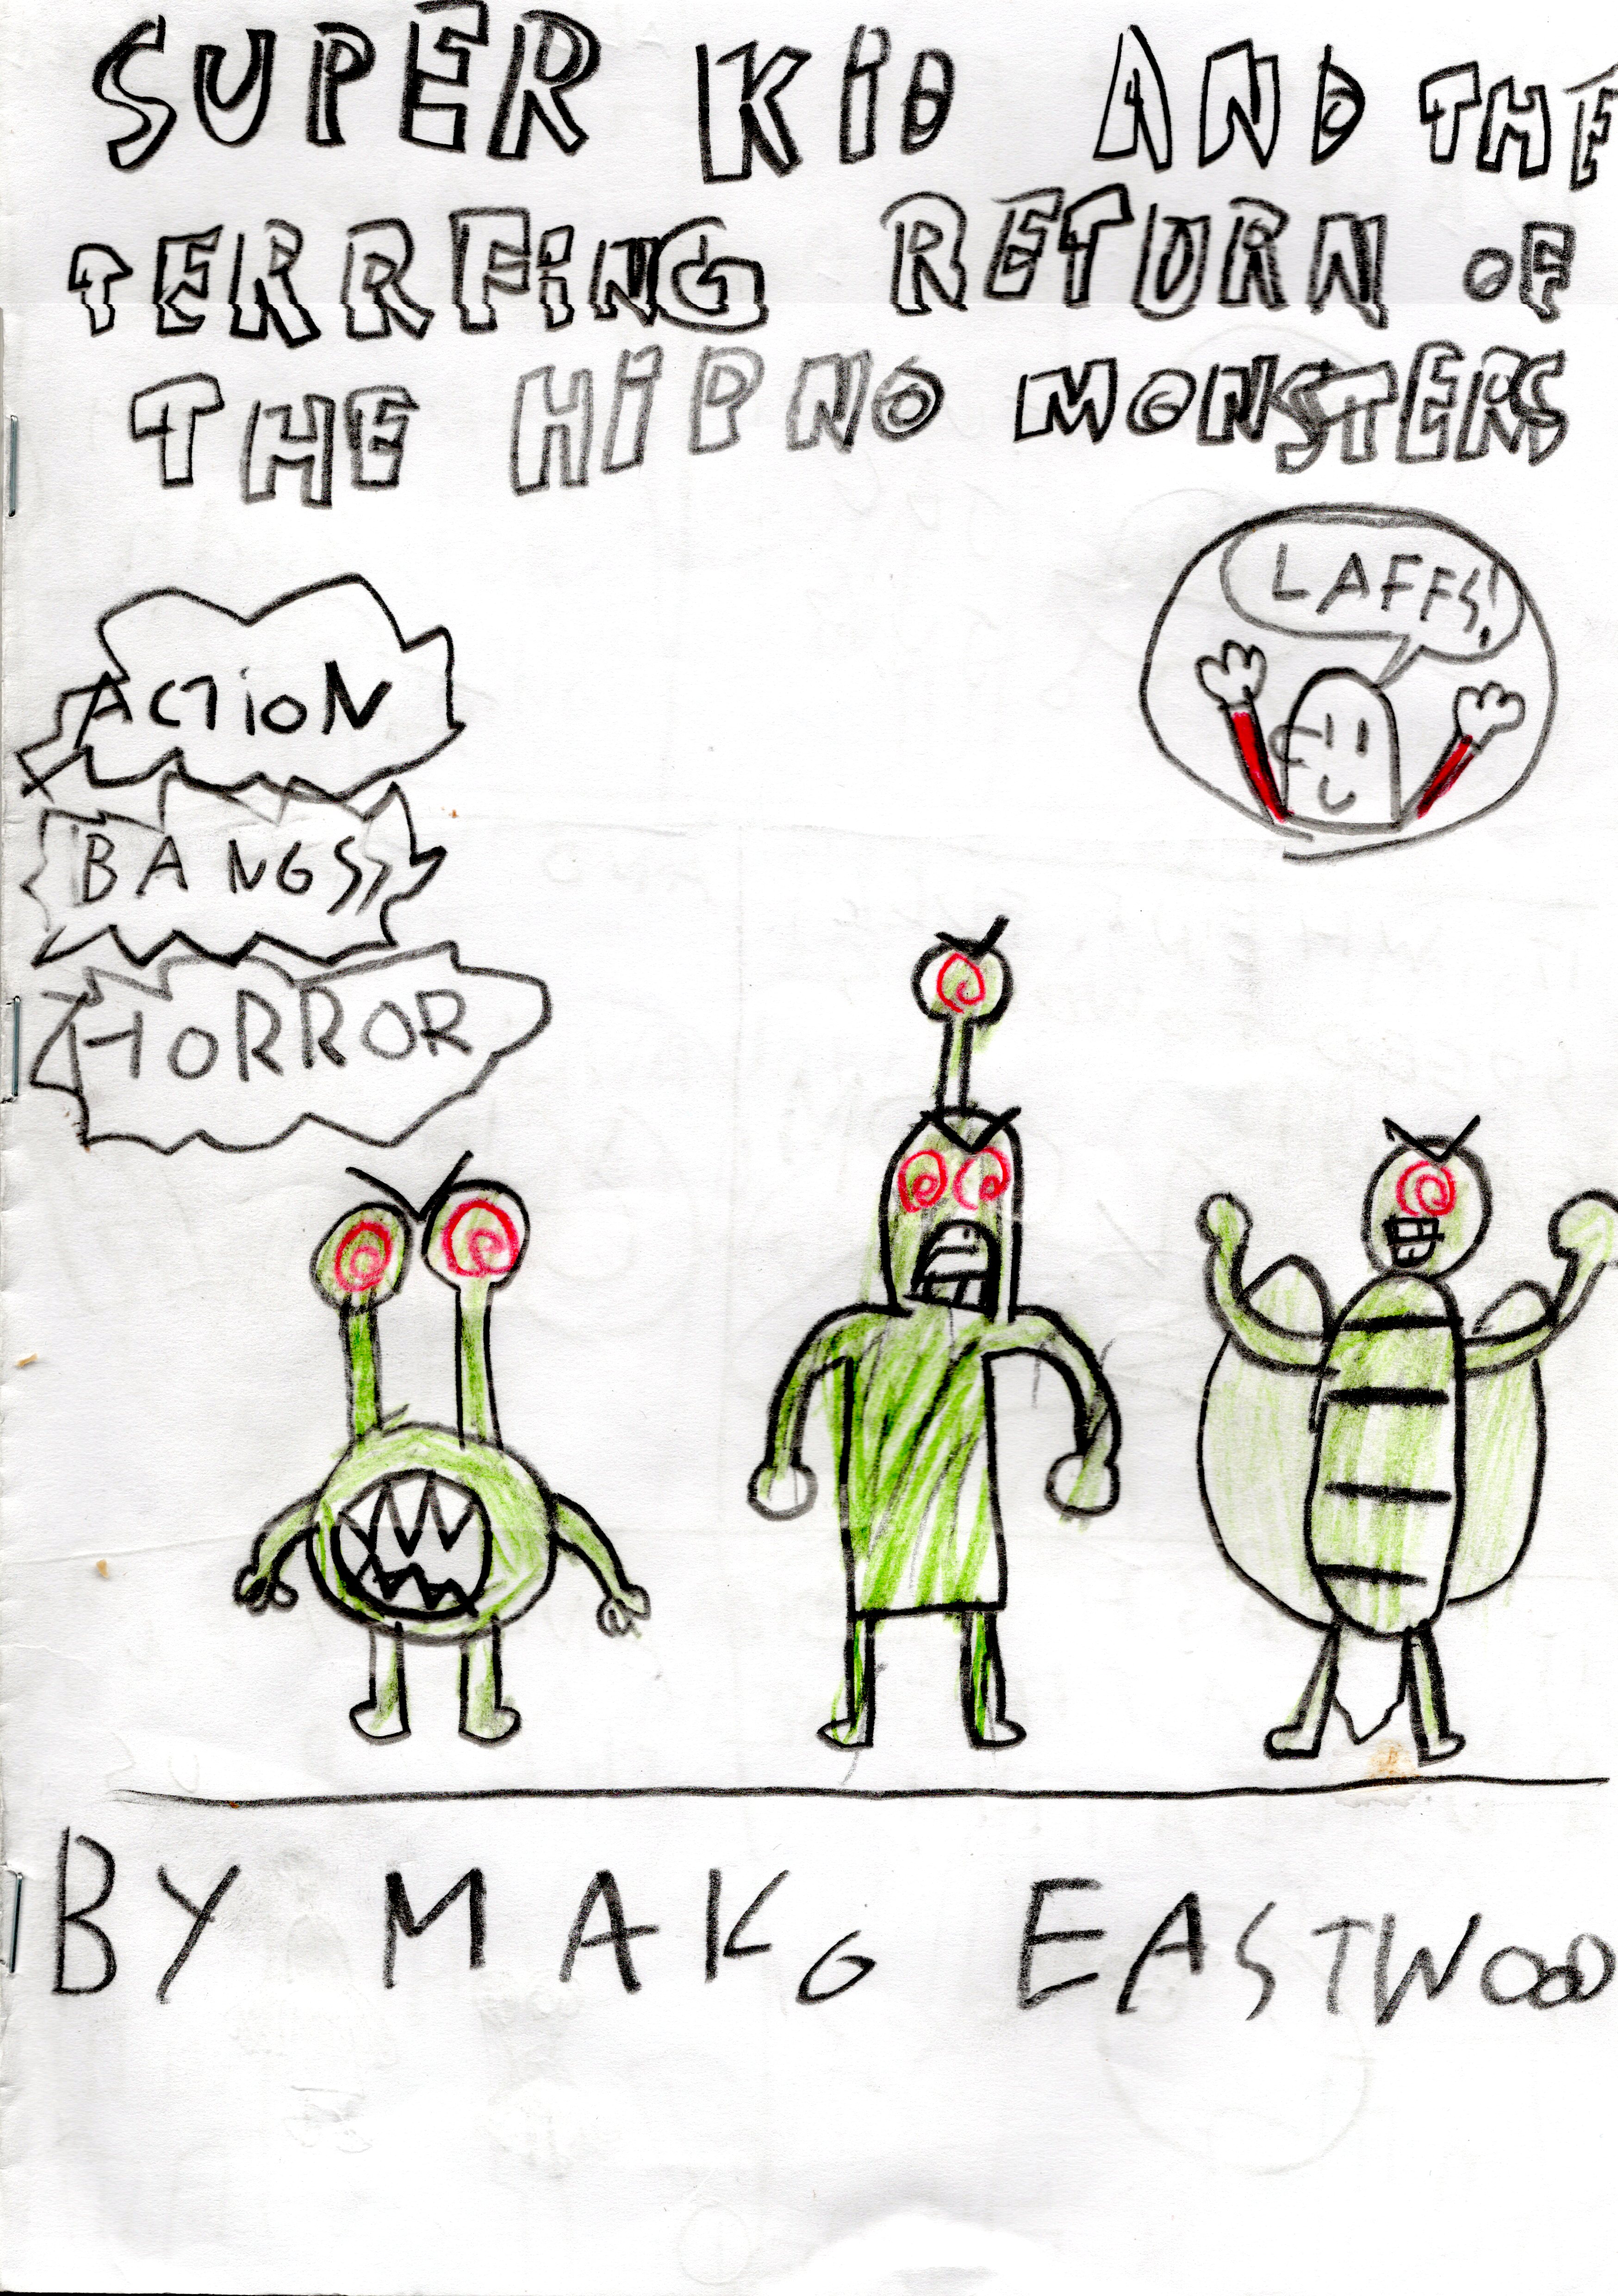 SUPER KiD AND THE
TERRFiNG RETURN OF
THE HiPNO MONSTERS
LAFFS!
ACTiON
BANGS
HORROR
BY MAKO EASTWOOD